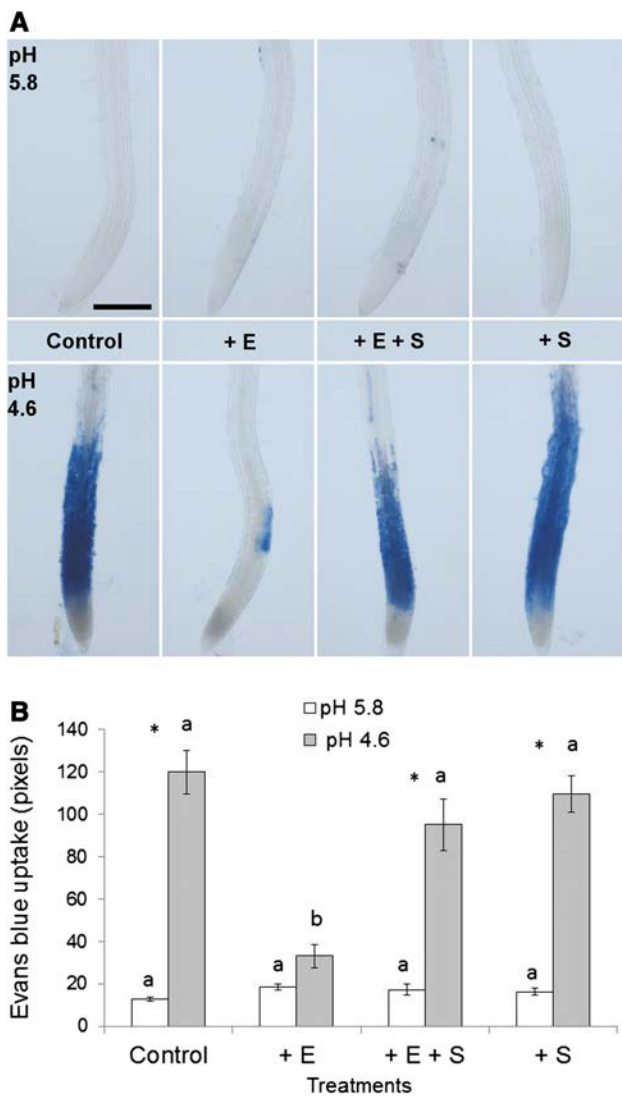 A
pH
5.8
Control
+ E
+ E + S
+ S
pH
4.6
B
Evans blue uptake (pixels)
140
120
100
80
60
40
20
0
pH 5.8
pH 4.6
* a
a
a b
a
* a
a
* a
Control
+ E
+ E + S
+ S
Treatments